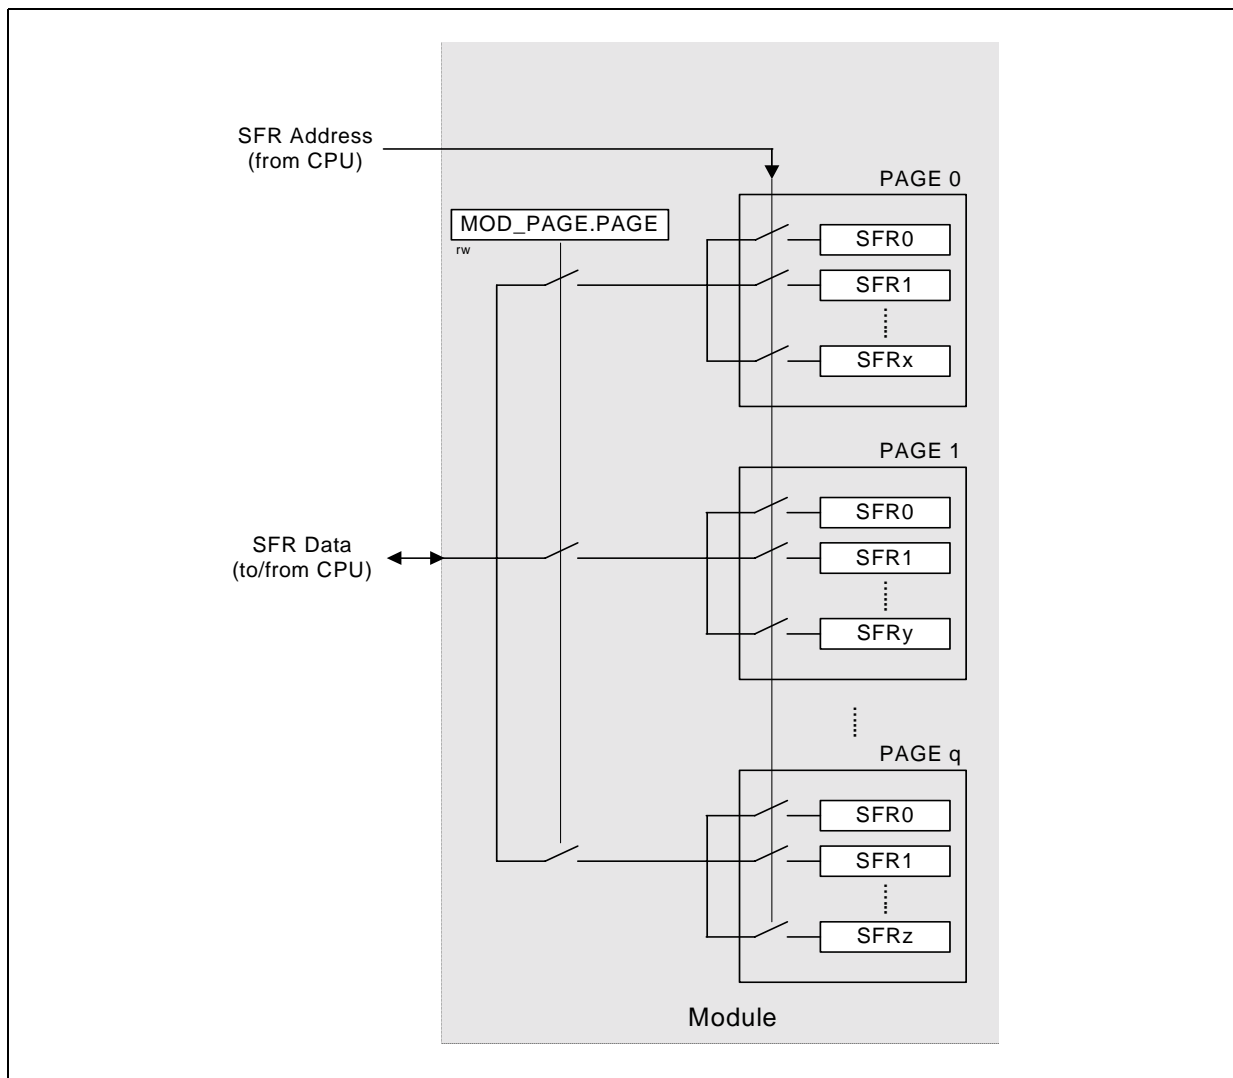 SFR Address
(from CPU)
PAGE 0
MOD_PAGE.PAGE
rw
SFR0
SFR1
SFRx
PAGE 1
SFR0
SFR Data
(to/from CPU)
SFR1
SFRy
PAGE q
SFR0
SFR1
SFRz
Module